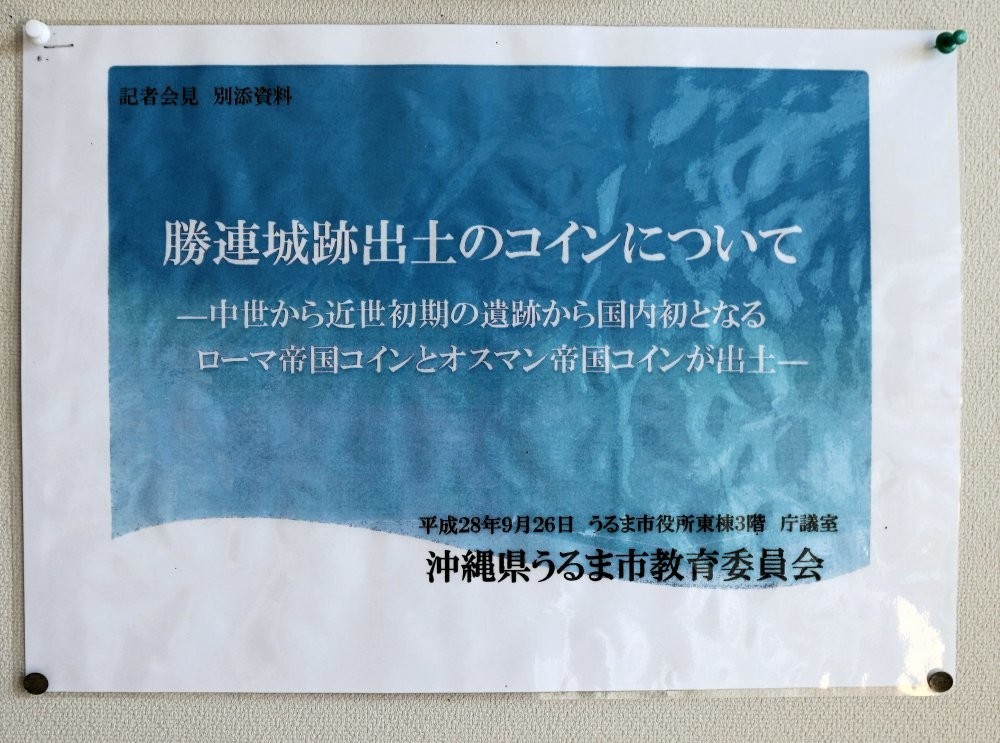 記者会見 別添資料
勝連城跡出土のコインについて
―中世から近世初期の遺跡から国内初となる
ローマ帝国コインとオスマン帝国コインが出土―
平成28年9月26日 うるま市役所東棟3階 庁議室
沖縄県うるま市教育委員会